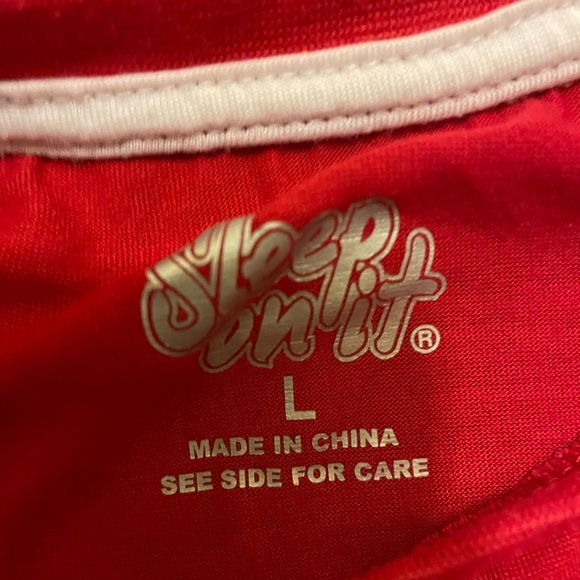 Sleep
on it®
L
MADE IN CHINA
SEE SIDE FOR CARE